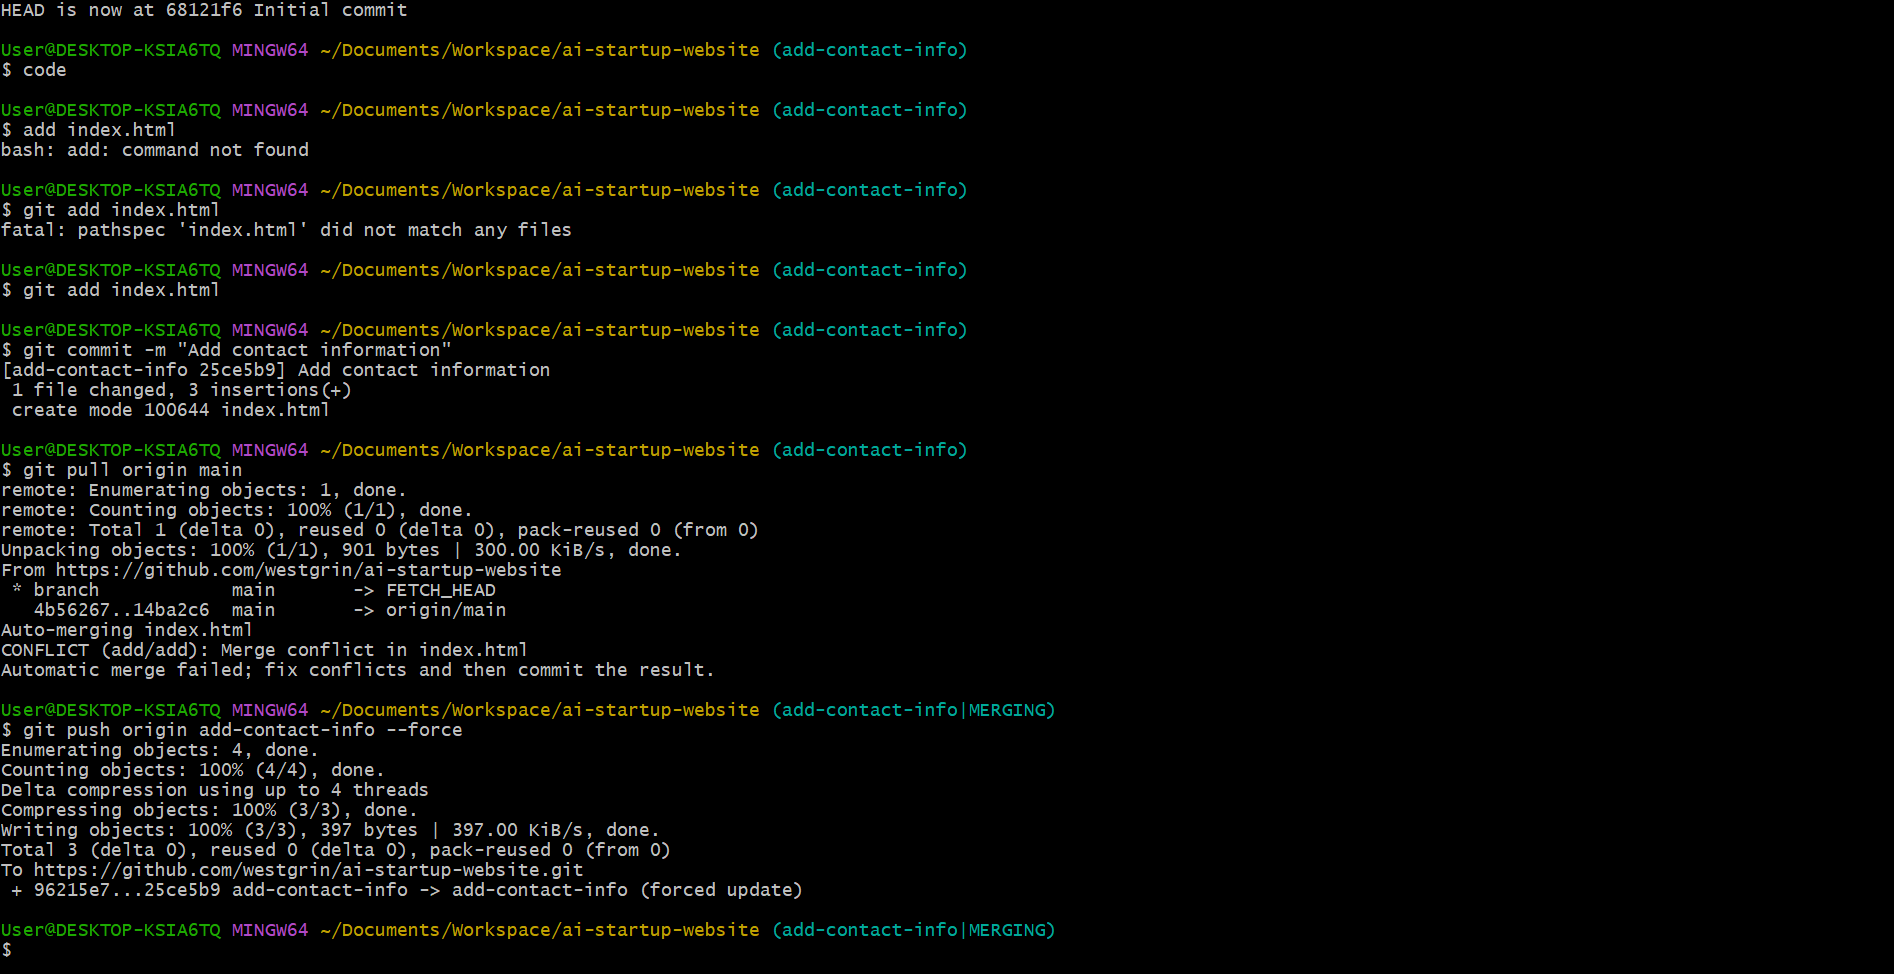 HEAD is now at 68121f6 Initial commit
User@DESKTOP-KSIA6TQ MINGW64 ~/Documents/Workspace/ai-startup-website (add-contact-info)
$ code
User@DESKTOP-KSIA6TQ MINGW64 ~/Documents/Workspace/ai-startup-website (add-contact-info)
$ add index.html
bash: add: command not found
User@DESKTOP-KSIA6TQ MINGW64 ~/Documents/Workspace/ai-startup-website (add-contact-info)
$ git add index.html
fatal: pathspec 'index.html' did not match any files
User@DESKTOP-KSIA6TQ MINGW64 ~/Documents/Workspace/ai-startup-website (add-contact-info)
$ git add index.html
User@DESKTOP-KSIA6TQ MINGW64 ~/Documents/Workspace/ai-startup-website (add-contact-info)
$ git commit -m "Add contact information"
[add-contact-info 25ce5b9] Add contact information
 1 file changed, 3 insertions(+)
 create mode 100644 index.html
User@DESKTOP-KSIA6TQ MINGW64 ~/Documents/Workspace/ai-startup-website (add-contact-info)
$ git pull origin main
remote: Enumerating objects: 1, done.
remote: Counting objects: 100% (1/1), done.
remote: Total 1 (delta 0), reused 0 (delta 0), pack-reused 0 (from 0)
Unpacking objects: 100% (1/1), 901 bytes | 300.00 KiB/s, done.
From https://github.com/westgrin/ai-startup-website
 * branch            main       -> FETCH_HEAD
   4b56267..14ba2c6  main       -> origin/main
Auto-merging index.html
CONFLICT (add/add): Merge conflict in index.html
Automatic merge failed; fix conflicts and then commit the result.
User@DESKTOP-KSIA6TQ MINGW64 ~/Documents/Workspace/ai-startup-website (add-contact-info|MERGING)
$ git push origin add-contact-info --force
Enumerating objects: 4, done.
Counting objects: 100% (4/4), done.
Delta compression using up to 4 threads
Compressing objects: 100% (3/3), done.
Writing objects: 100% (3/3), 397 bytes | 397.00 KiB/s, done.
Total 3 (delta 0), reused 0 (delta 0), pack-reused 0 (from 0)
To https://github.com/westgrin/ai-startup-website.git
 + 96215e7...25ce5b9 add-contact-info -> add-contact-info (forced update)
User@DESKTOP-KSIA6TQ MINGW64 ~/Documents/Workspace/ai-startup-website (add-contact-info|MERGING)
$